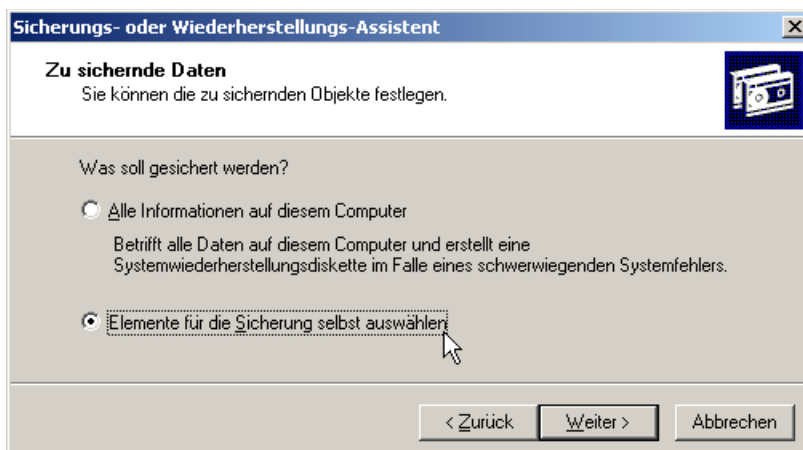 Sicherungs- oder Wiederherstellungs-Assistent
Zu sichernde Daten
Sie können die zu sichernden Objekte festlegen.
Was soll gesichert werden?
Alle Informationen auf diesem Computer
Betrifft alle Daten auf diesem Computer und erstellt eine
Systemwiederherstellungsdiskette im Falle eines schwerwiegenden Systemfehlers.
Elemente für die Sicherung selbst auswählen
< Zurück Weiter > Abbrechen